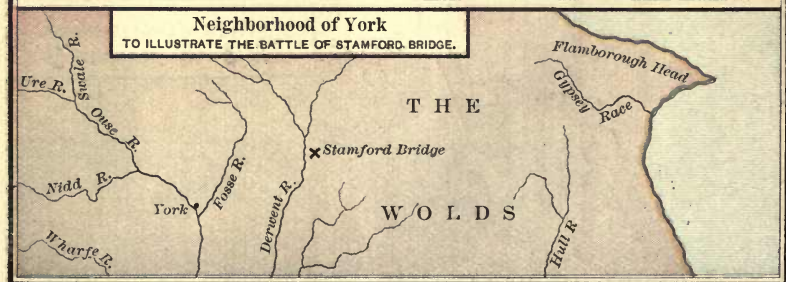 Neighborhood of York
TO ILLUSTRATE THE BATTLE OF STAMFORD BRIDGE.
Swale R.
Ure R.
Ouse R.
Nidd R.
Wharfe R.
York
Fosse R.
Derwent R.
Stamford Bridge
THE
WOLDS
Flamborough Head
Gypsey Race
Hull R